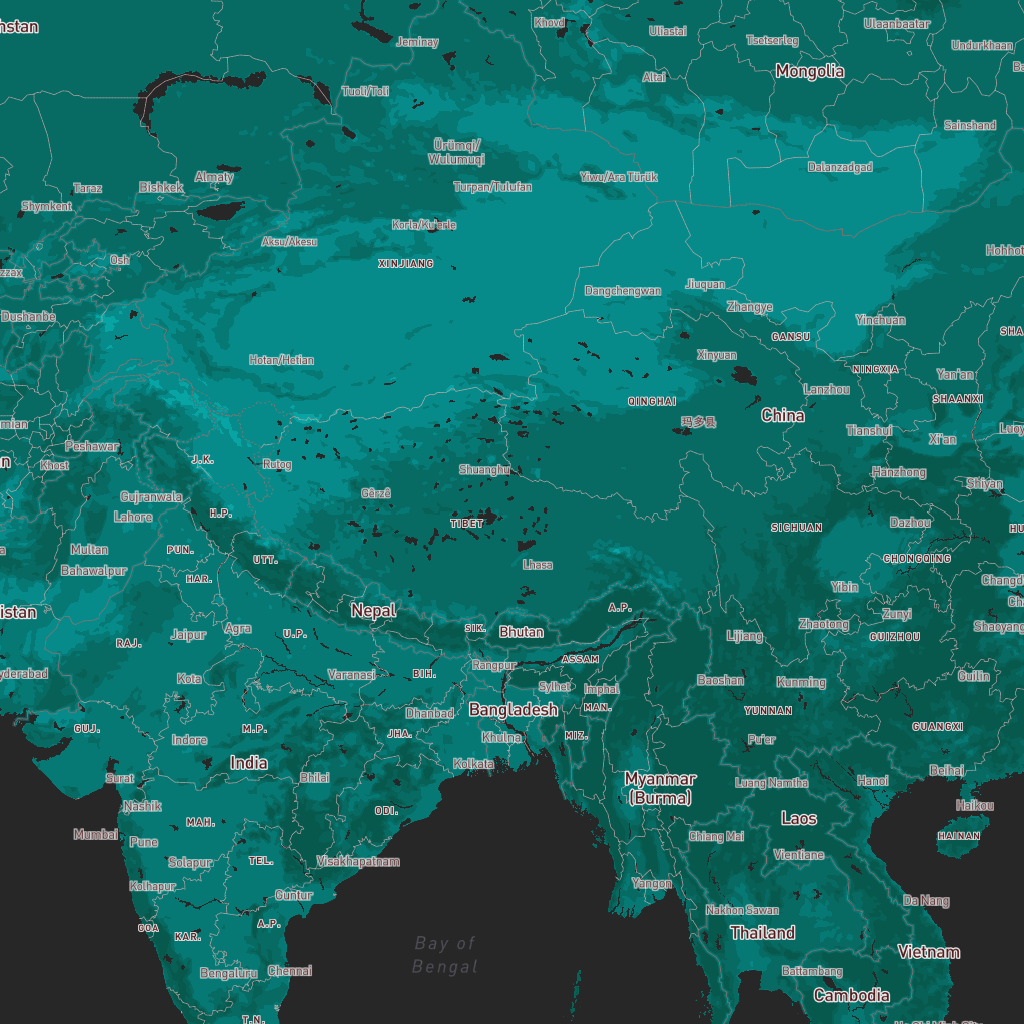 Khovd
Uliastai
Ulaanbaatar
Jeminay
Tsetserleg
Undurkhaan
Mongolia
Altai
Tuoli/Toli
Sainshand
Ürümqi/
Wulumuqi
Dalanzadgad
Almaty
Yiwu/Ara Türük
Taraz
Bishkek
Turpan/Tulufan
Shymkent
Korla/Ku'erle
Aksu/Akesu
Osh
XINJIANG
Jiuquan
Dangchengwan
Zhangye
Dushanbe
Yinchuan
GANSU
Hotan/Hetian
Xinyuan
NINGXIA
Yan'an
Lanzhou
SHAANXI
QINGHAI
China
玛多县
Tianshui
Xi'an
Peshawar
J.K.
Khost
Rutog
Shuanghu
Hanzhong
Shiyan
Gujranwala
Gêrzê
H.P.
Lahore
TIBET
SICHUAN
Dazhou
Multan
PUN.
UTT.
CHONGQING
Bahawalpur
HAR.
Lhasa
Yibin
Nepal
A.P.
Zunyi
Zhaotong
SIK.
Bhutan
Lijiang
GUIZHOU
Jaipur
Agra
U.P.
RAJ.
ASSAM
Rangpur
Guilin
Kota
Varanasi
BIH.
Baoshan
Kunming
Sylhet
Imphal
MAN.
Dhanbad
Bangladesh
YUNNAN
GUJ.
M.P.
JHA.
MIZ.
GUANGXI
Indore
Khulna
Pu'er
India
Kolkata
Beihai
Surat
Bhilai
Myanmar
(Burma)
Luang Namtha
Hanoi
Nashik
Haikou
ODI.
Mumbai
MAH.
Laos
HAINAN
Pune
Chiang Mai
Solapur
TEL.
Visakhapatnam
Vientiane
Kolhapur
Yangon
Guntur
Da Nang
Nakhon Sawan
GOA
KAR.
A.P.
Thailand
Bay of
Bengal
Vietnam
Bengaluru
Chennai
Battambang
Cambodia
T.N.